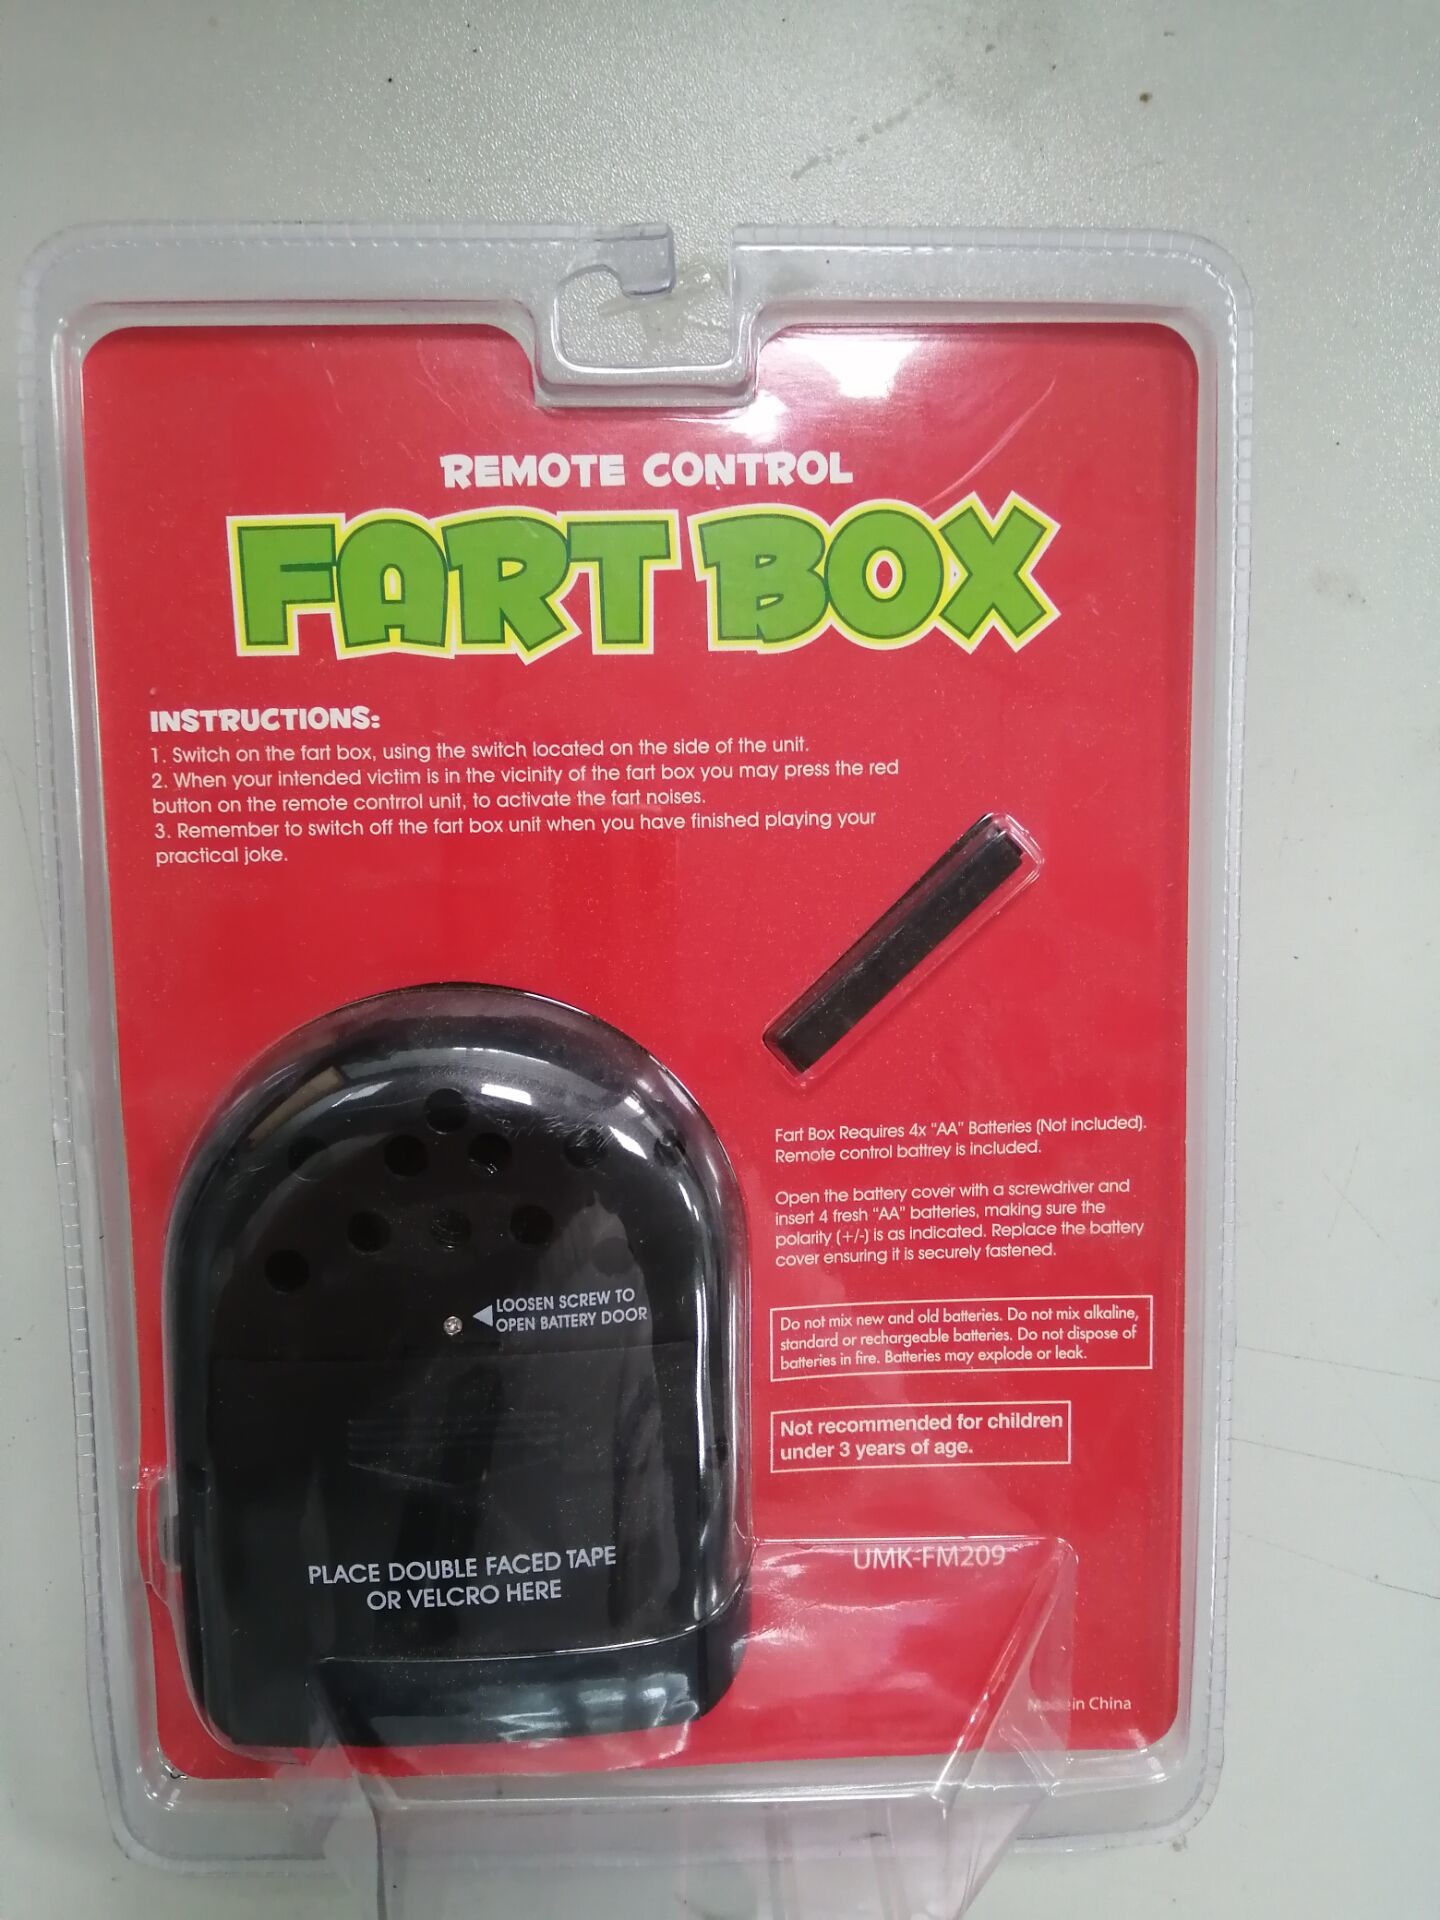 REMOTE CONTROL
FART BOX
INSTRUCTIONS:
1. Switch on the fart box, using the switch located on the side of the unit.
2. When your intended victim is in the vicinity of the fart box you may press the red
button on the remote contrrol unit, to activate the fart noises.
3. Remember to switch off the fart box unit when you have finished playing your
practical joke.
Fart Box Requires 4x "AA" Batteries (Not included).
Remote control battrey is included.
Open the battery cover with a screwdriver and
insert 4 fresh "AA" batteries, making sure the
polarity (+/-) is as indicated. Replace the battery
cover ensuring it is securely fastened.
LOOSEN SCREW TO
OPEN BATTERY DOOR
Do not mix new and old batteries. Do not mix alkaline,
standard or rechargeable batteries. Do not dispose of
batteries in fire. Batteries may explode or leak.
Not recommended for children
under 3 years of age.
PLACE DOUBLE FACED TAPE
OR VELCRO HERE
UMK-FM209
Made in China